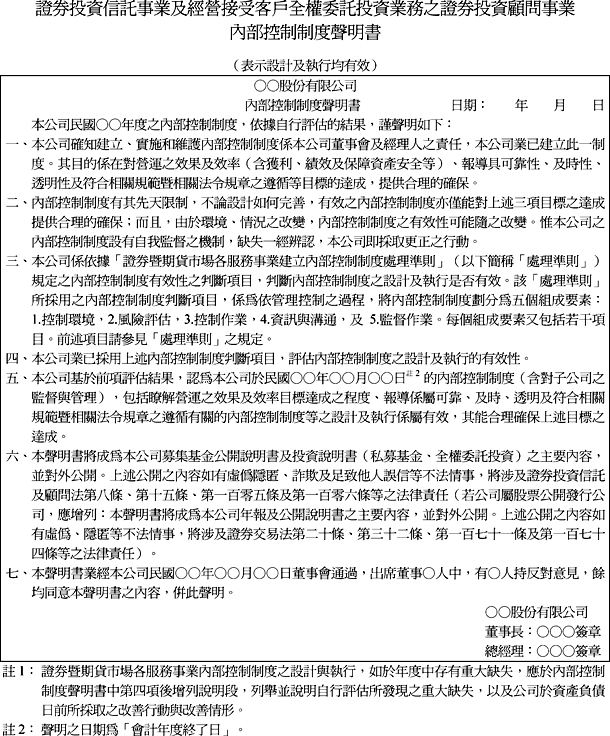 證券投資信託事業及經營接受客戶全權委託投資業務之證券投資顧問事業
內部控制制度聲明書
（表示設計及執行均有效）
○○股份有限公司
內部控制制度聲明書 日期： 年 月 日
本公司民國○○年度之內部控制制度，依據自行評估的結果，謹聲明如下：
一、本公司確知建立、實施和維護內部控制制度係本公司董事會及經理人之責任，本公司業已建立此一制
度。其目的係在對營運之效果及效率（含獲利、績效及保障資產安全等）、報導具可靠性、及時性、
透明性及符合相關規範暨相關法令規章之遵循等目標的達成，提供合理的確保。
二、內部控制制度有其先天限制，不論設計如何完善，有效之內部控制制度亦僅能對上述三項目標之達成
提供合理的確保；而且，由於環境、情況之改變，內部控制制度之有效性可能隨之改變。惟本公司之
內部控制制度設有自我監督之機制，缺失一經辨認，本公司即採取更正之行動。
三、本公司係依據「證券暨期貨市場各服務事業建立內部控制制度處理準則」（以下簡稱「處理準則」）
規定之內部控制制度有效性之判斷項目，判斷內部控制制度之設計及執行是否有效。該「處理準則」
所採用之內部控制制度判斷項目，係為依管理控制之過程，將內部控制制度劃分為五個組成要素：
1.控制環境，2.風險評估，3.控制作業，4.資訊與溝通，及 5.監督作業。每個組成要素又包括若干項
目。前述項目請參見「處理準則」之規定。
四、本公司業已採用上述內部控制制度判斷項目，評估內部控制制度之設計及執行的有效性。
五、本公司基於前項評估結果，認為本公司於民國○○年○○月○○日註2 的內部控制制度（含對子公司之
監督與管理），包括瞭解營運之效果及效率目標達成之程度、報導係屬可靠、及時、透明及符合相關
規範暨相關法令規章之遵循有關的內部控制制度等之設計及執行係屬有效，其能合理確保上述目標之
達成。
六、本聲明書將成為本公司募集基金公開說明書及投資說明書（私募基金、全權委託投資）之主要內容，
並對外公開。上述公開之內容如有虛偽隱匿、詐欺及足致他人誤信等不法情事，將涉及證券投資信託
及顧問法第八條、第十五條、第一百零五條及第一百零六條等之法律責任（若公司屬股票公開發行公
司，應增列：本聲明書將成為本公司年報及公開說明書之主要內容，並對外公開。上述公開之內容如
有虛偽、隱匿等不法情事，將涉及證券交易法第二十條、第三十二條、第一百七十一條及第一百七十
四條等之法律責任）。
七、本聲明書業經本公司民國○○年○○月○○日董事會通過，出席董事○人中，有○人持反對意見，餘
均同意本聲明書之內容，併此聲明。
○○股份有限公司
董事長：○○○簽章
總經理：○○○簽章
註1： 證券暨期貨市場各服務事業內部控制制度之設計與執行，如於年度中存有重大缺失，應於內部控制
制度聲明書中第四項後增列說明段，列舉並說明自行評估所發現之重大缺失，以及公司於資產負債
日前所採取之改善行動與改善情形。
註2： 聲明之日期為「會計年度終了日」。